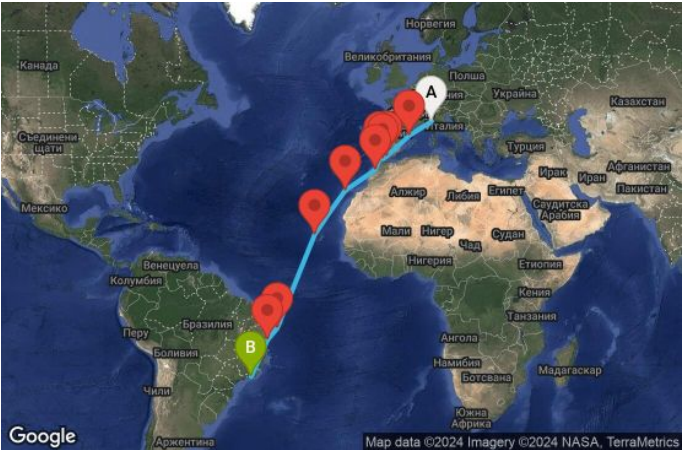 Норвегия
Великобритания
Канада
A
Полша
ния
Украйна
Казахстан
Италия
Съединени
щати
Турция
Ирак
Иран
Афганистан
Пакистан
Алжир
Либия
Египет
Саудитска
Арабия
Мексико
Мали
Нигер
Чад
Судан
Нигерия
Етиопия
Венецуела
Колумбия
Кения
Танзания
Перу
Бразилия
Боливия
B
Ангола
Намибия
Ботсвана
Мадагаскар
Чили
Южна
Африка
Аржентина
Google
Map data ©2024 Imagery ©2024 NASA, TerraMetrics